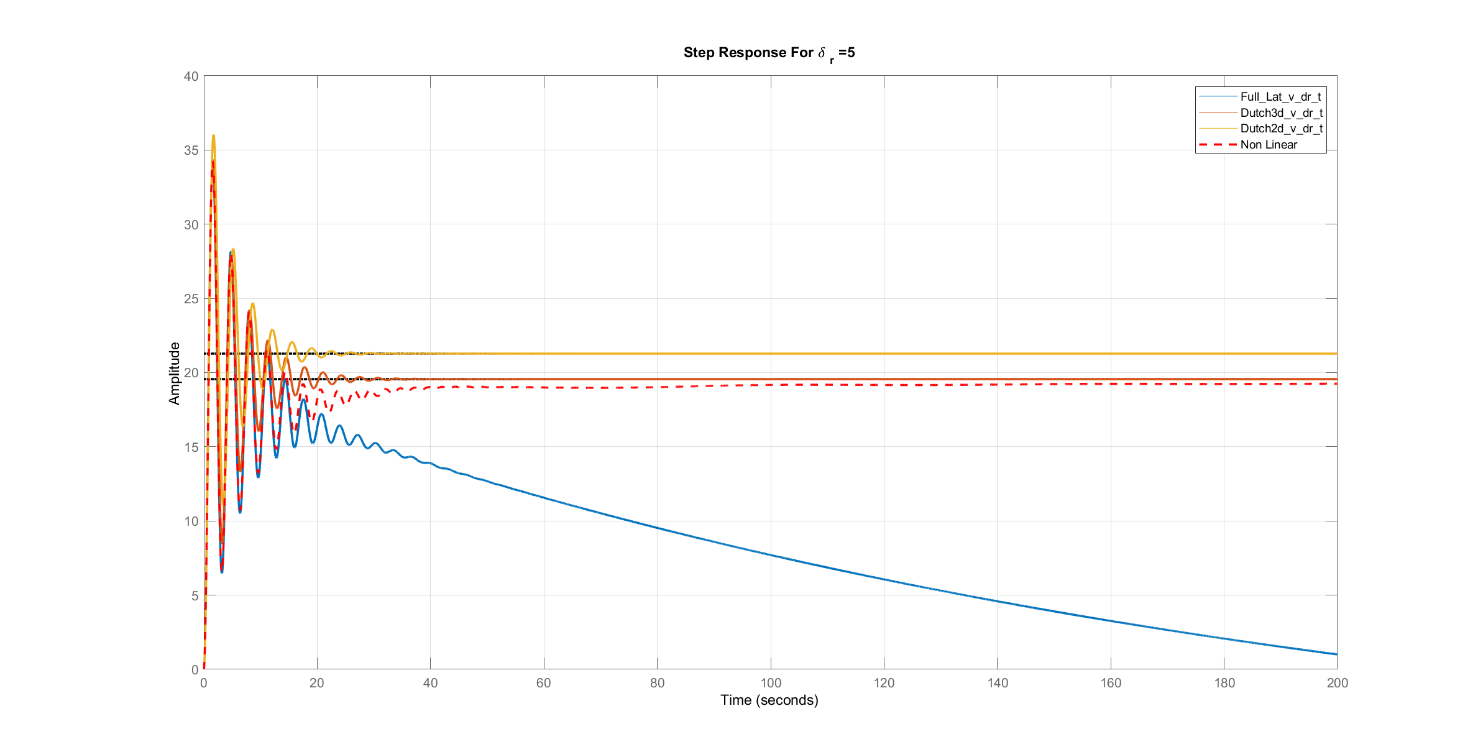 Step Response For δ r =5
Full_Lat_v_dr_t
Dutch3d_v_dr_t
Dutch2d_v_dr_t
Non Linear
Amplitude
40
35
30
25
20
15
10
5
0
0 20 40 60 80 100 120 140 160 180 200
Time (seconds)